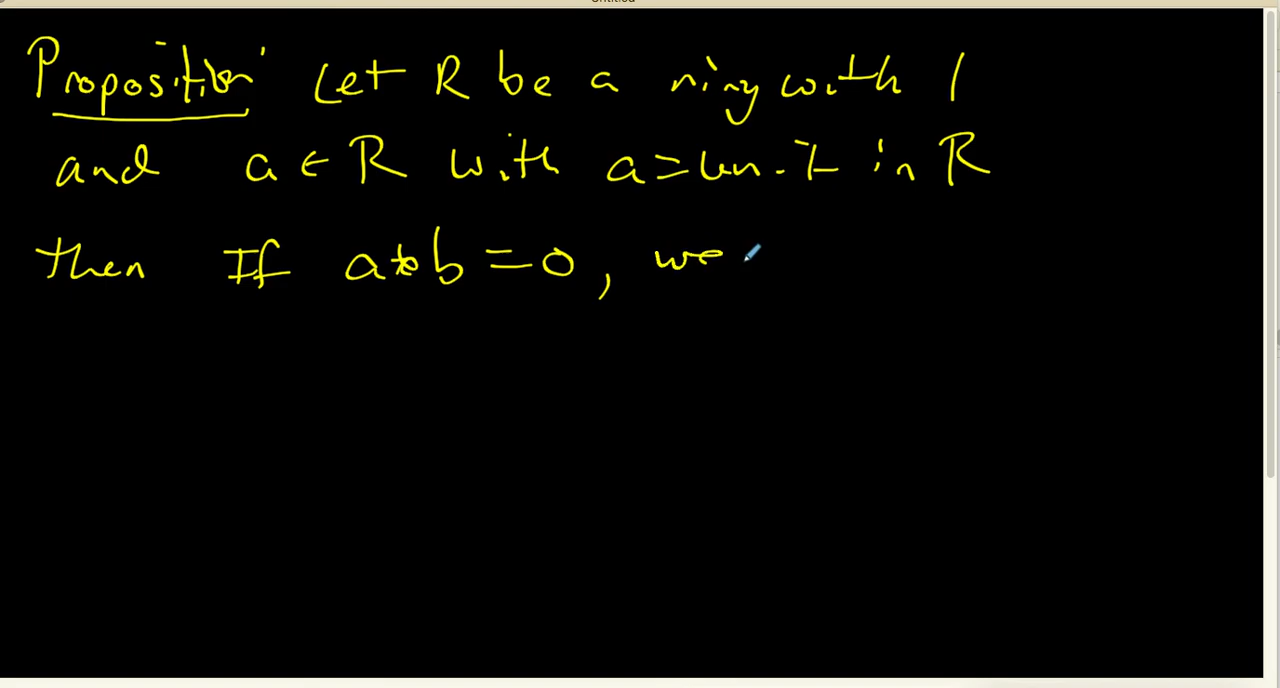 Proposition Let R be a ring with 1
and a ∈ R with a = unit in R
then If a * b = 0, we